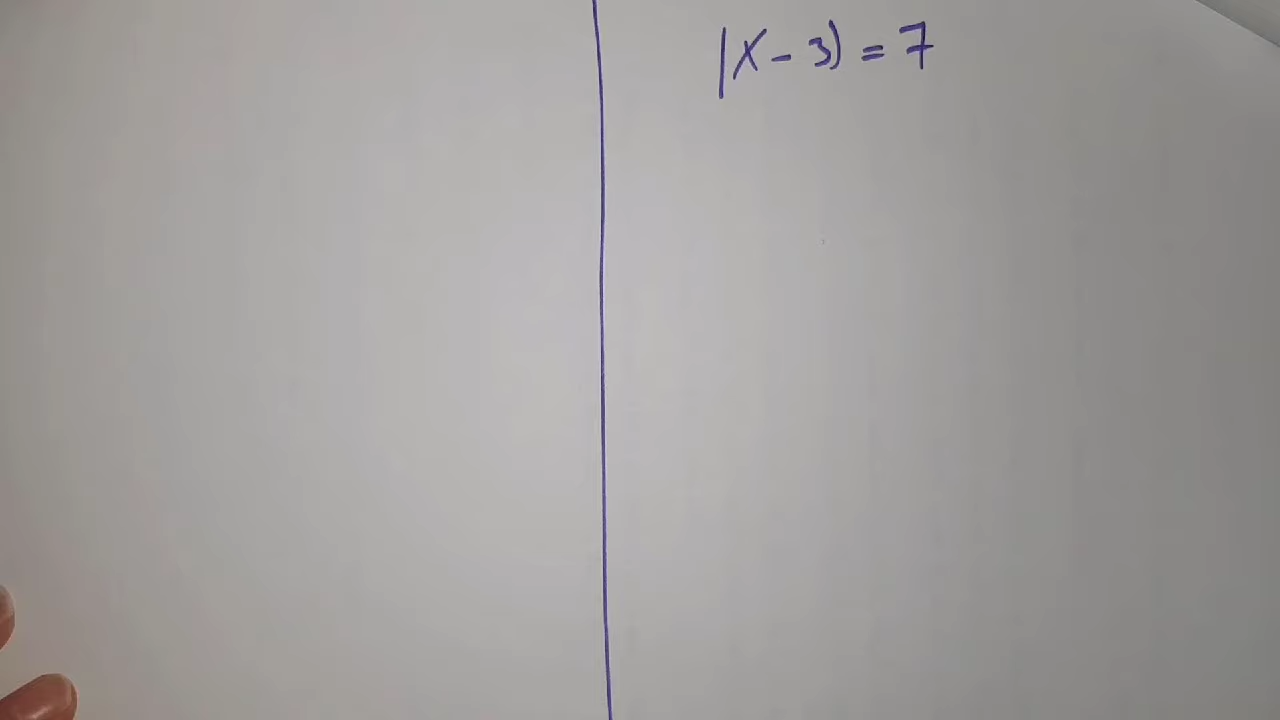 |x - 3) = 7